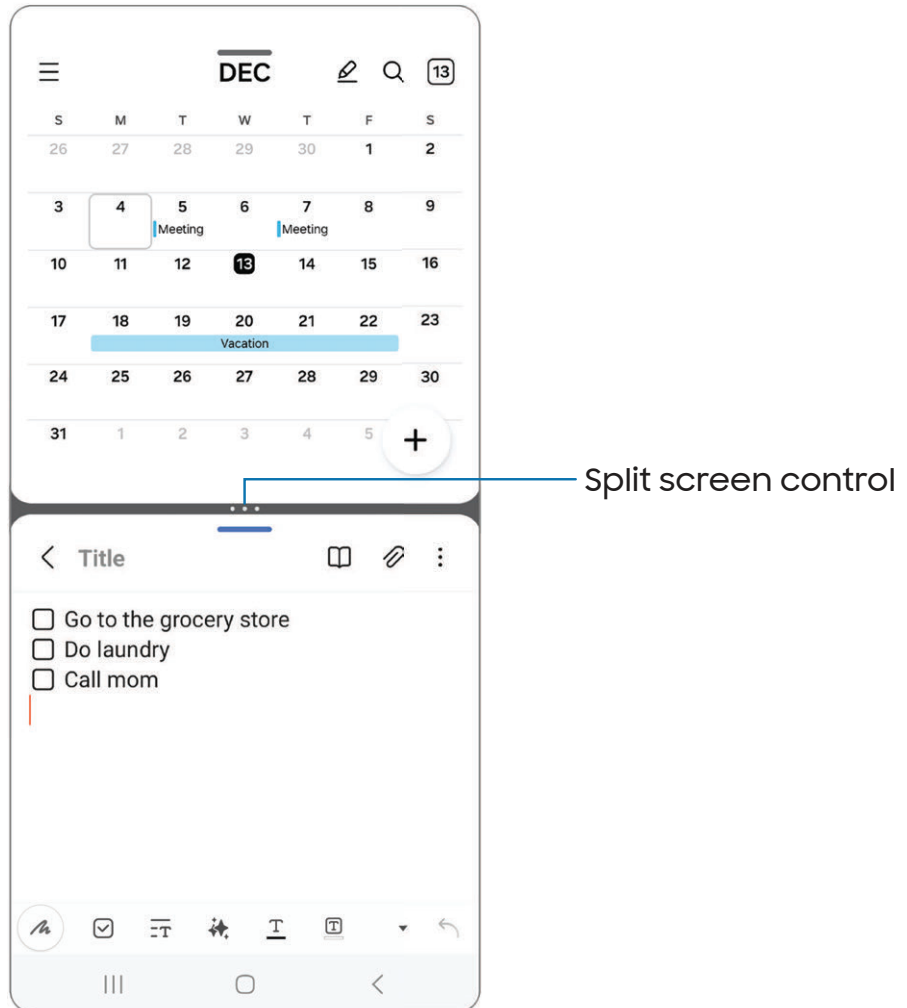 DEC 13
S M T W T F S
26 27 28 29 30 1 2
3 4 5 6 7 8 9
Meeting Meeting
10 11 12 13 14 15 16
17 18 19 20 21 22 23
Vacation
24 25 26 27 28 29 30
31 1 2 3 4 5
Split screen control
Title
Go to the grocery store
Do laundry
Call mom
T T T